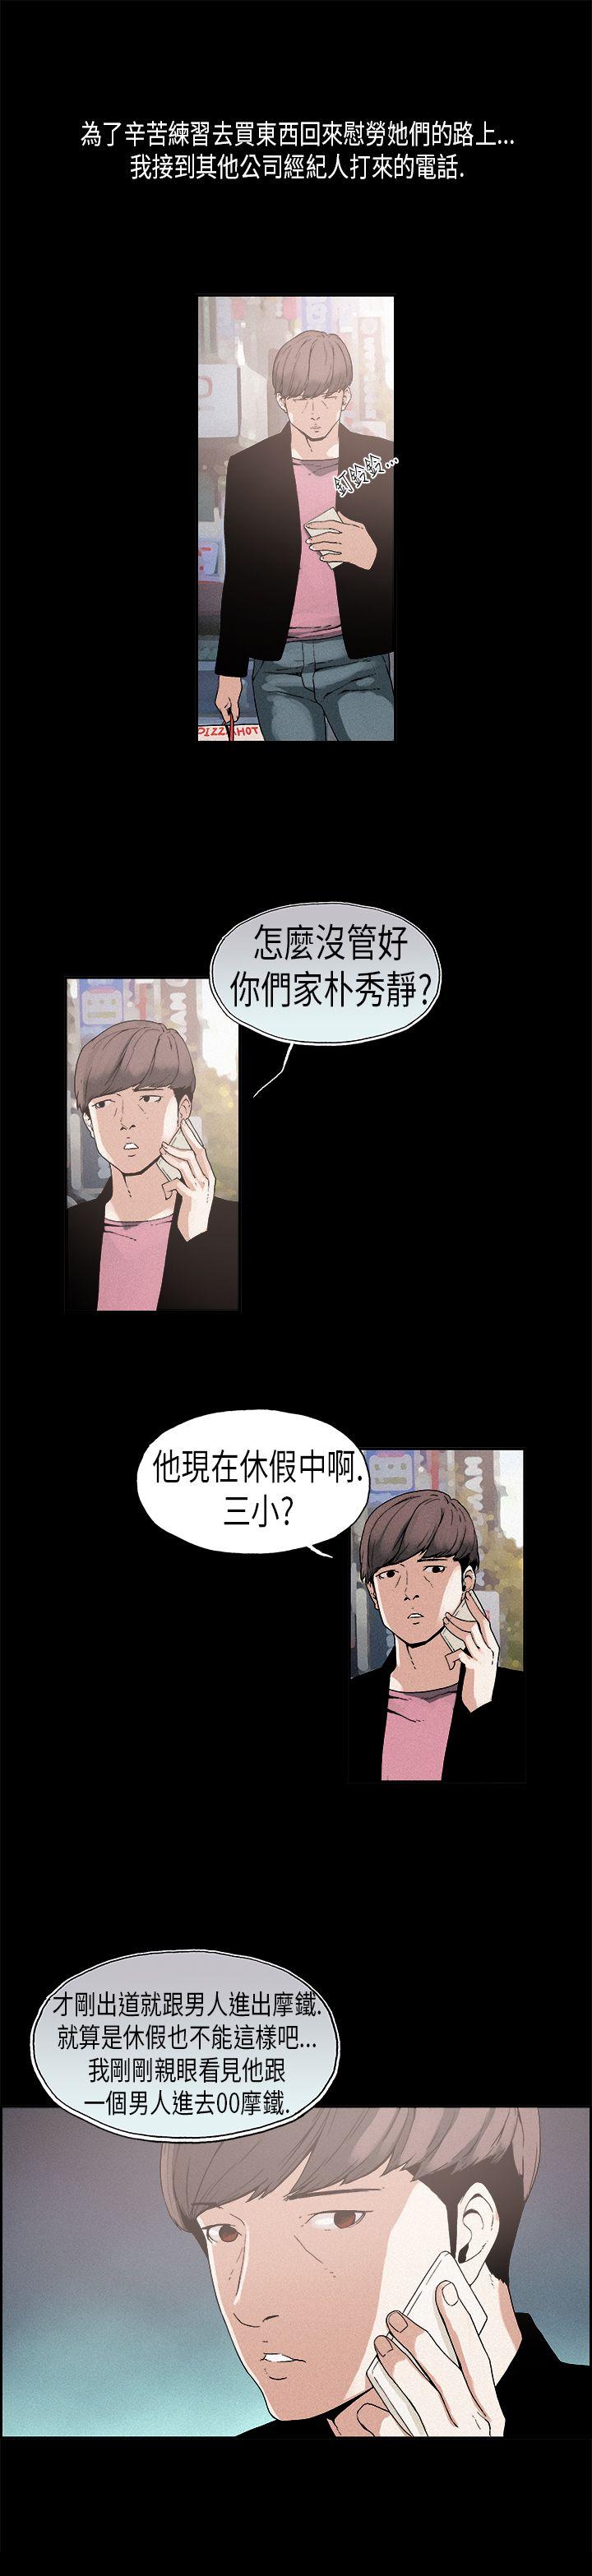 為了辛苦練習去買東西回來慰勞她們的路上...
我接到其他公司經紀人打來的電話.
釘鈴鈴...
PIZZA HOT
怎麼沒管好
你們家朴秀靜?
他現在休假中啊.
三小?
才剛出道就跟男人進出摩鐵.
就算是休假也不能這樣吧...
我剛剛親眼看見他跟
一個男人進去OO摩鐵.